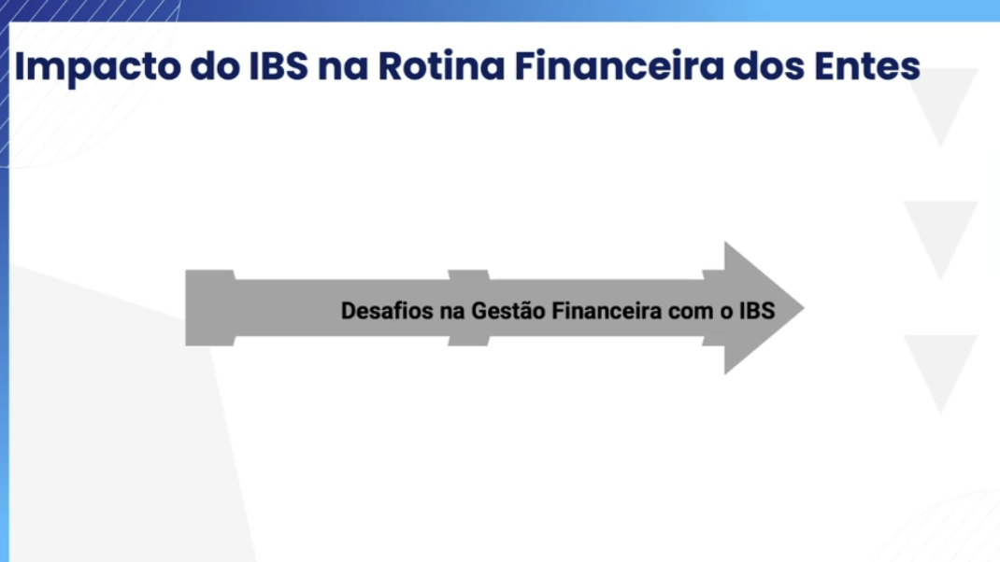 Impacto do IBS na Rotina Financeira dos Entes
Desafios na Gestão Financeira com o IBS